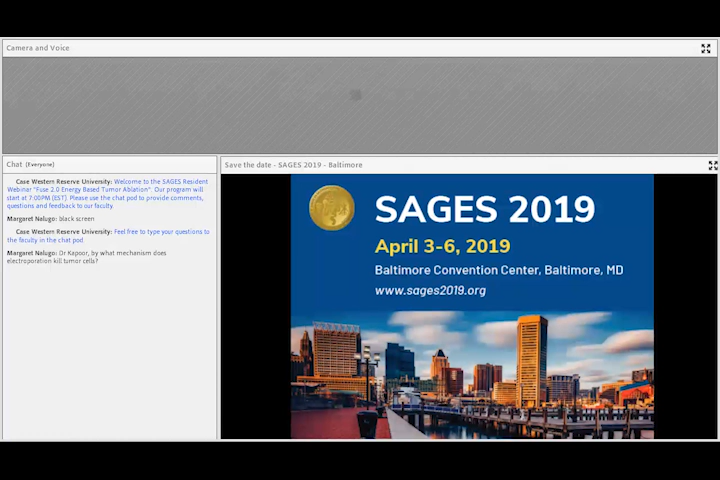 Camera and Voice
Chat (Everyone)
Case Western Reserve University: Welcome to the SAGES Resident
Webinar "Fuse 2.0 Energy Based Tumor Ablation". Our program will
start at 7:00PM (EST). Please use the chat pod to provide comments,
questions and feedback to our faculty
Margaret Nalugo: black screen
Case Western Reserve University: Feel free to type your questions to
the faculty in the chat pod
Margaret Nalugo: Dr Kapoor, by what mechanism does
electroporation kill tumor cells?
Save the date - SAGES 2019 - Baltimore
SAGES 2019
April 3-6, 2019
Baltimore Convention Center, Baltimore, MD
www.sages2019.org